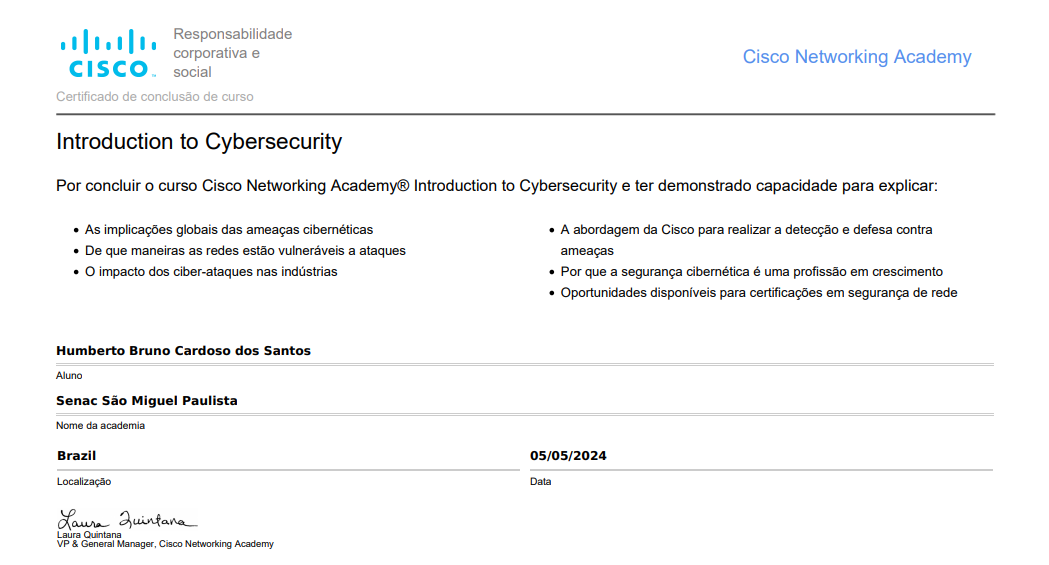 CISCO
Responsabilidade
corporativa e
social
Cisco Networking Academy
Certificado de conclusão de curso
Introduction to Cybersecurity
Por concluir o curso Cisco Networking Academy® Introduction to Cybersecurity e ter demonstrado capacidade para explicar:
• As implicações globais das ameaças cibernéticas
• De que maneiras as redes estão vulneráveis a ataques
• O impacto dos ciber-ataques nas indústrias
• A abordagem da Cisco para realizar a detecção e defesa contra
ameaças
• Por que a segurança cibernética é uma profissão em crescimento
• Oportunidades disponíveis para certificações em segurança de rede
Humberto Bruno Cardoso dos Santos
Aluno
Senac São Miguel Paulista
Nome da academia
Brazil
Localização
05/05/2024
Data
Laura Quintana
Laura Quintana
VP & General Manager, Cisco Networking Academy